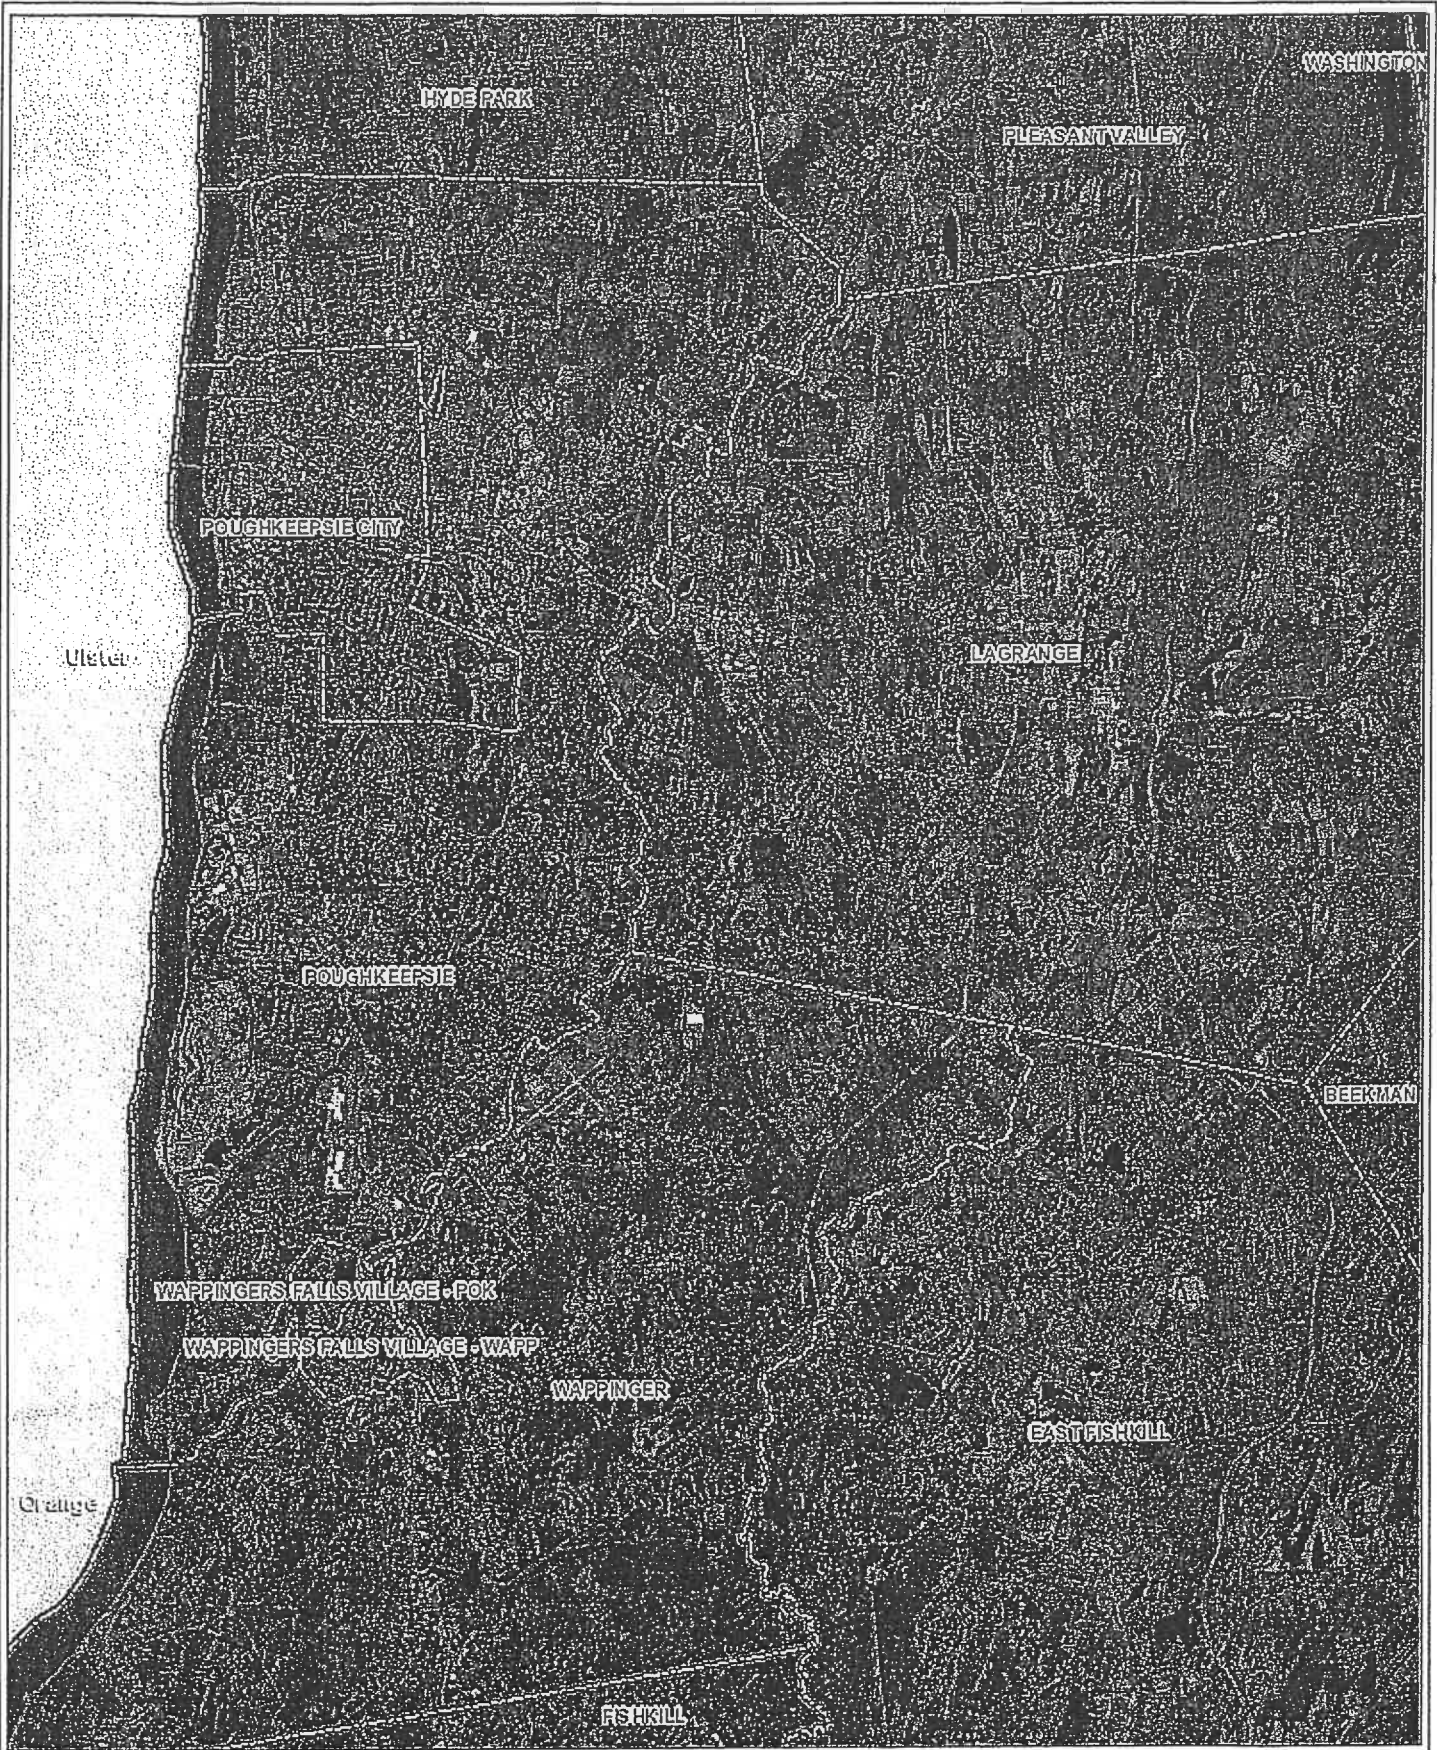 WASHINGTON
HYDE PARK
PLEASANT VALLEY
POUGHKEEPSIE CITY
Ulster
LAGRANGE
POUGHKEEPSIE
BEEKMAN
WAPPINGERS FALLS VILLAGE - POK
WAPPINGERS FALLS VILLAGE - WAPP
WAPPINGER
EAST FISHKILL
Orange
FISHKILL